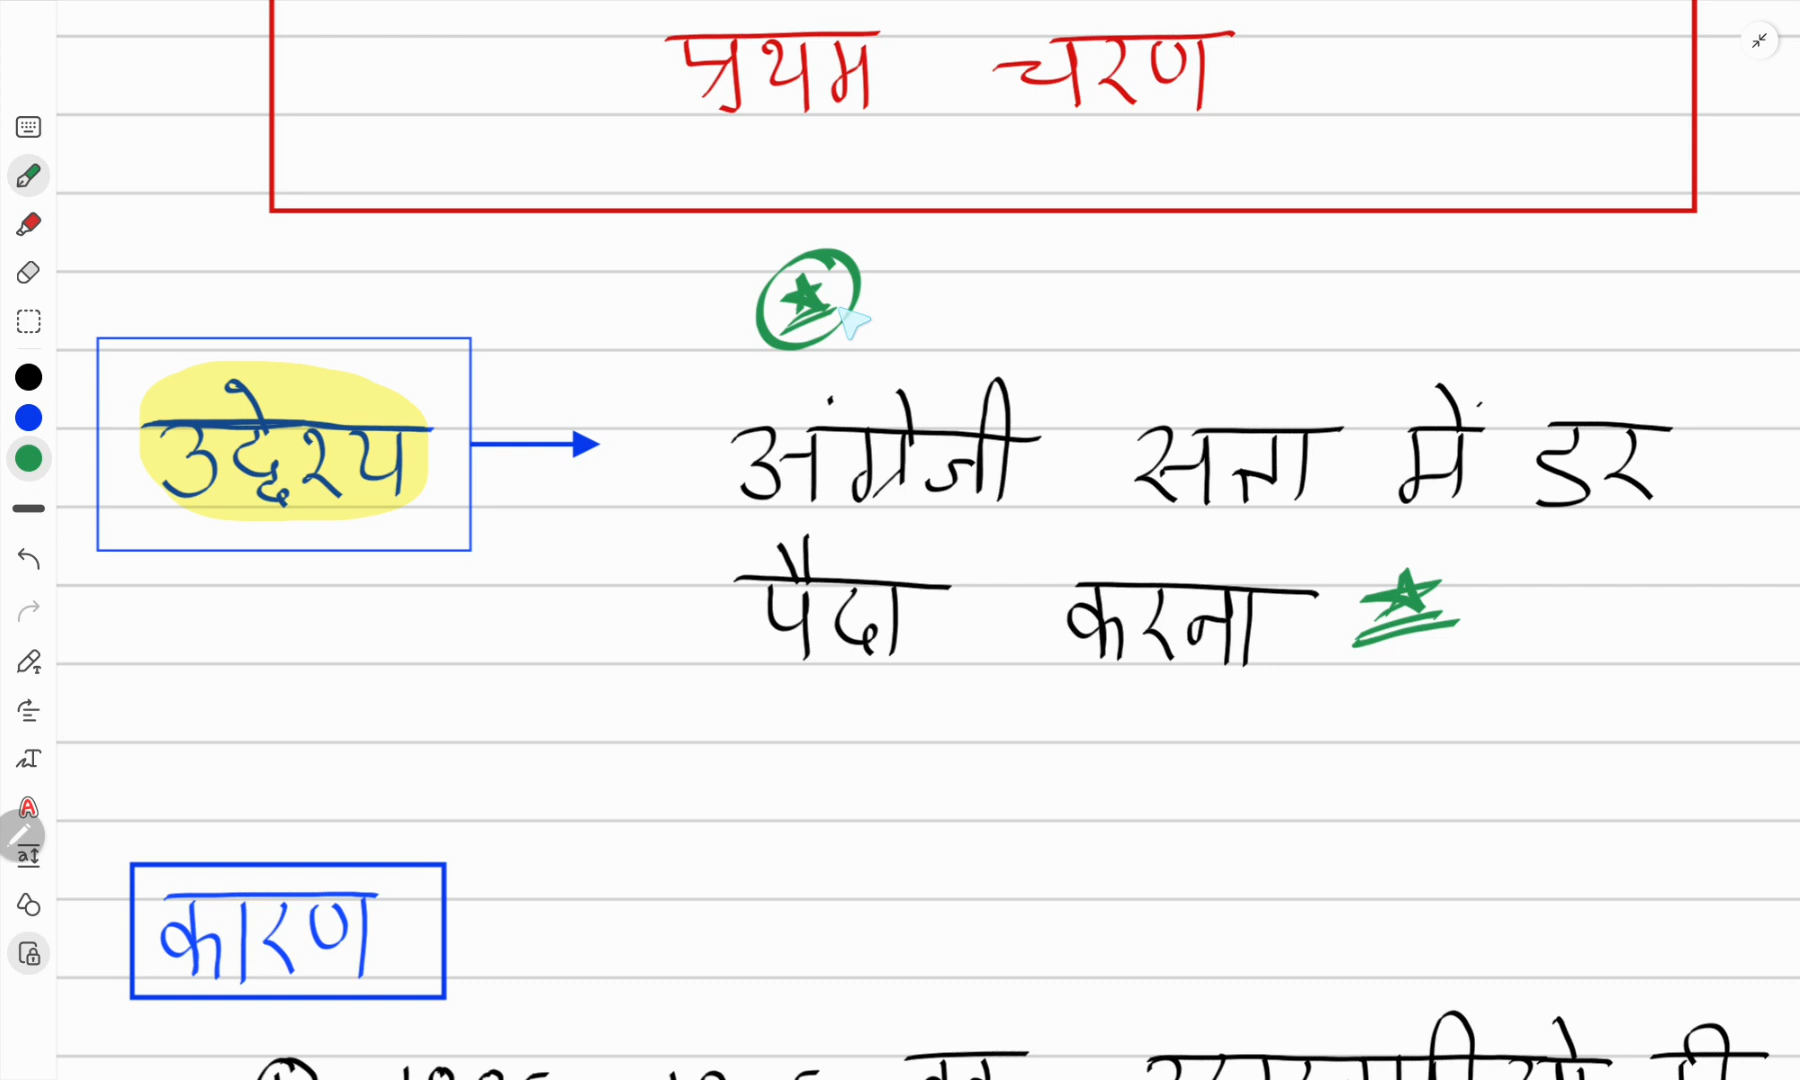 प्रथम चरण
उद्देश्य
अंग्रेजी सत्ता में डर
पैदा करना
कारण